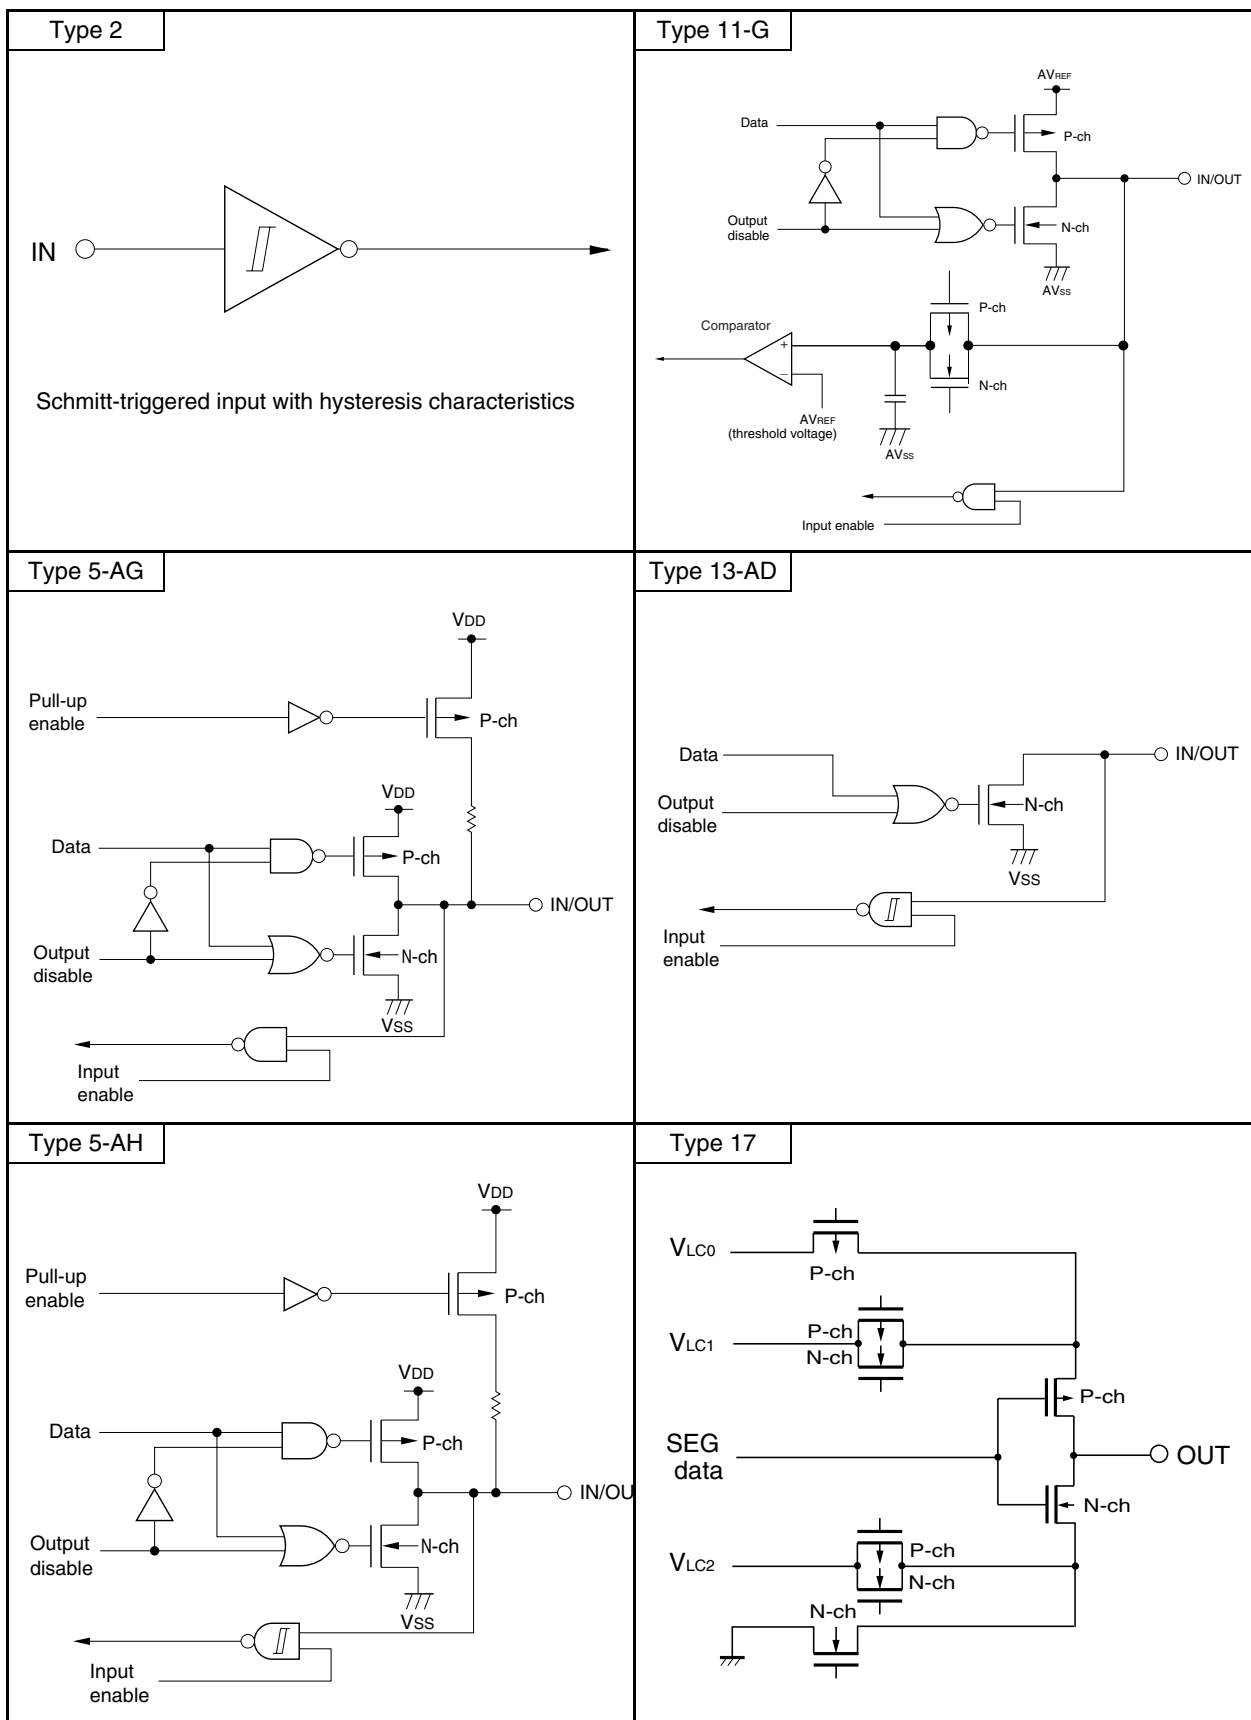 Type 2
IN
Schmitt-triggered input with hysteresis characteristics
Type 11-G
AVREF
Data
P-ch
IN/OUT
Output
disable
N-ch
AVSS
P-ch
Comparator
+
−
N-ch
AVREF
(threshold voltage)
AVSS
Input enable
Type 5-AG
VDD
Pull-up
enable
P-ch
VDD
Data
P-ch
IN/OUT
Output
disable
N-ch
VSS
Input
enable
Type 13-AD
Data
IN/OUT
Output
disable
N-ch
VSS
Input
enable
Type 5-AH
VDD
Pull-up
enable
P-ch
VDD
Data
P-ch
IN/OU
Output
disable
N-ch
VSS
Input
enable
Type 17
VLC0
P-ch
VLC1
P-ch
N-ch
P-ch
SEG
data
OUT
N-ch
VLC2
P-ch
N-ch
N-ch